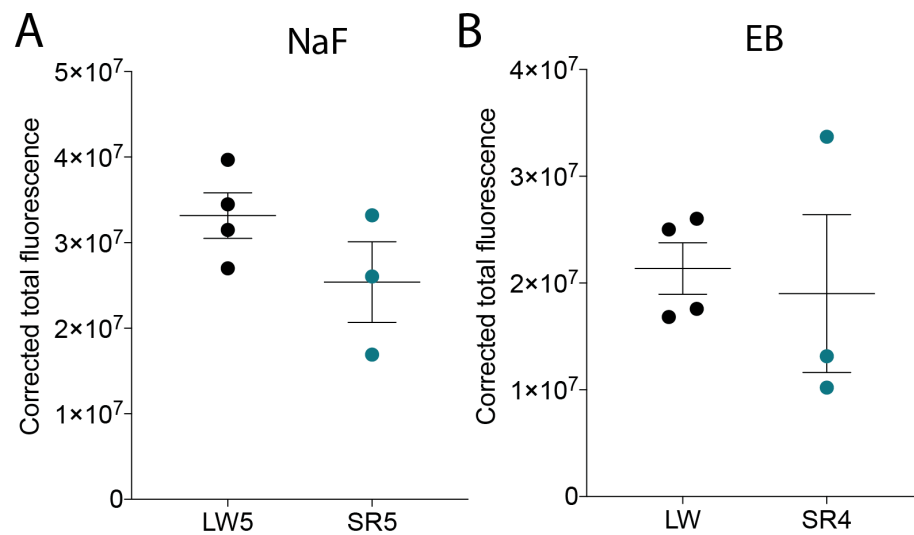 A
NaF
Corrected total fluorescence
5×10⁷
4×10⁷
3×10⁷
2×10⁷
1×10⁷
0
LW5 SR5
B
EB
Corrected total fluorescence
4×10⁷
3×10⁷
2×10⁷
1×10⁷
0
LW SR4